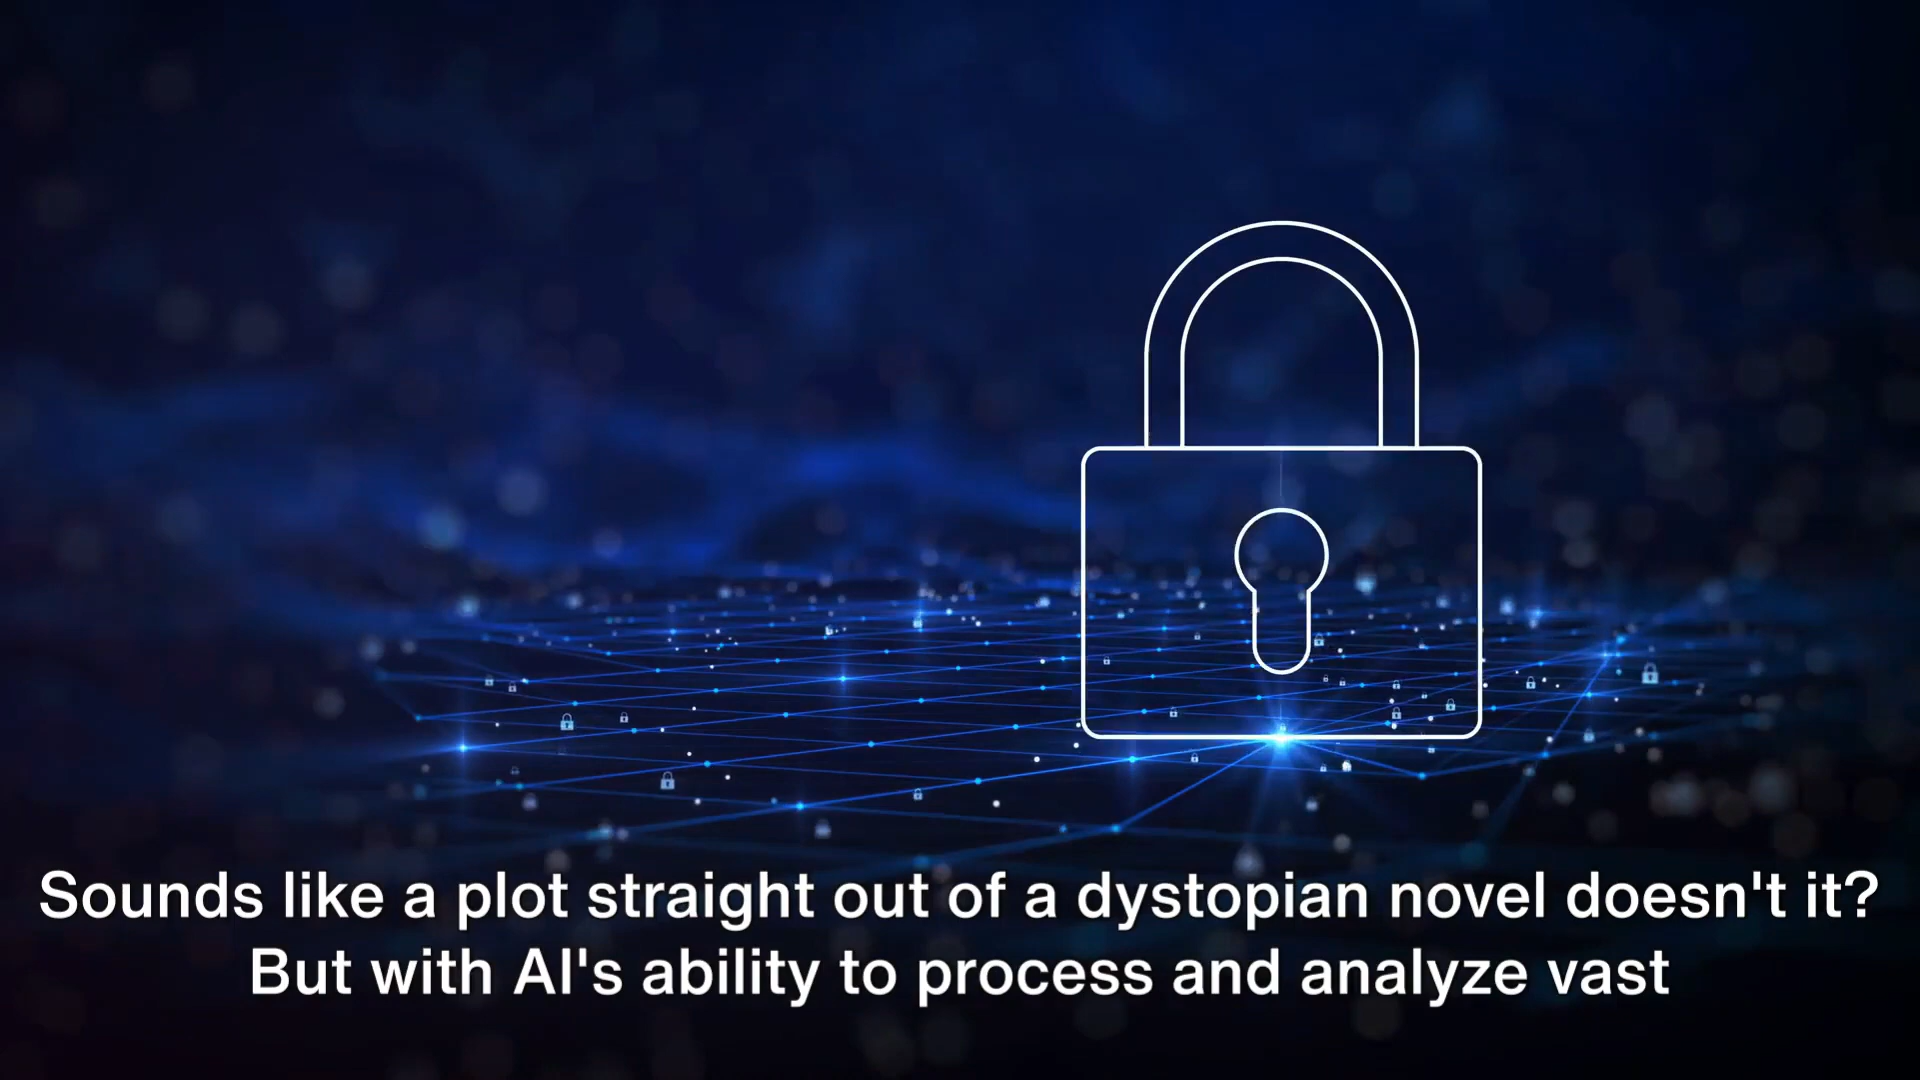 Sounds like a plot straight out of a dystopian novel doesn't it?
But with AI's ability to process and analyze vast